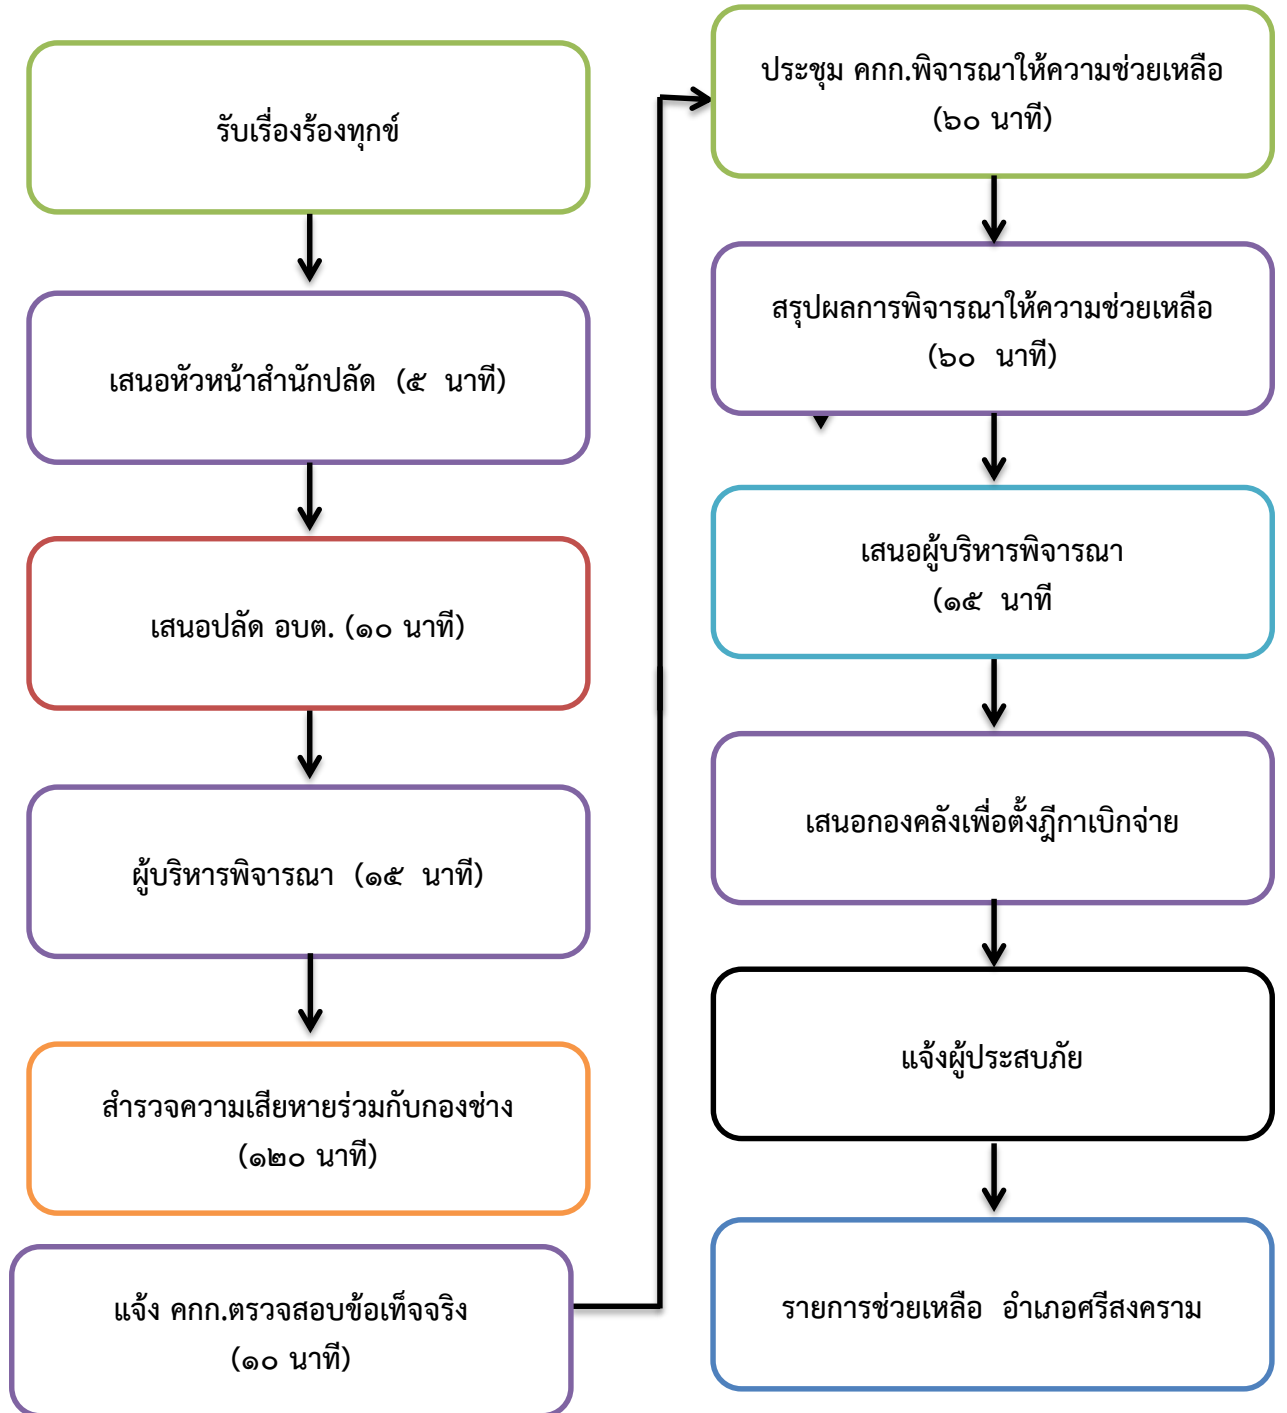 รับเรื่องร้องทุกข์
เสนอหัวหน้าสำนักปลัด (๕ นาที)
เสนอปลัด อบต. (๑๐ นาที)
ผู้บริหารพิจารณา (๑๕ นาที)
สำรวจความเสียหายร่วมกับกองช่าง
(๑๒๐ นาที)
แจ้ง คกก.ตรวจสอบข้อเท็จจริง
(๑๐ นาที)
ประชุม คกก.พิจารณาให้ความช่วยเหลือ
(๖๐ นาที)
สรุปผลการพิจารณาให้ความช่วยเหลือ
(๖๐ นาที)
เสนอผู้บริหารพิจารณา
(๑๕ นาที
เสนอกองคลังเพื่อตั้งฎีกาเบิกจ่าย
แจ้งผู้ประสบภัย
รายการช่วยเหลือ อำเภอศรีสงคราม